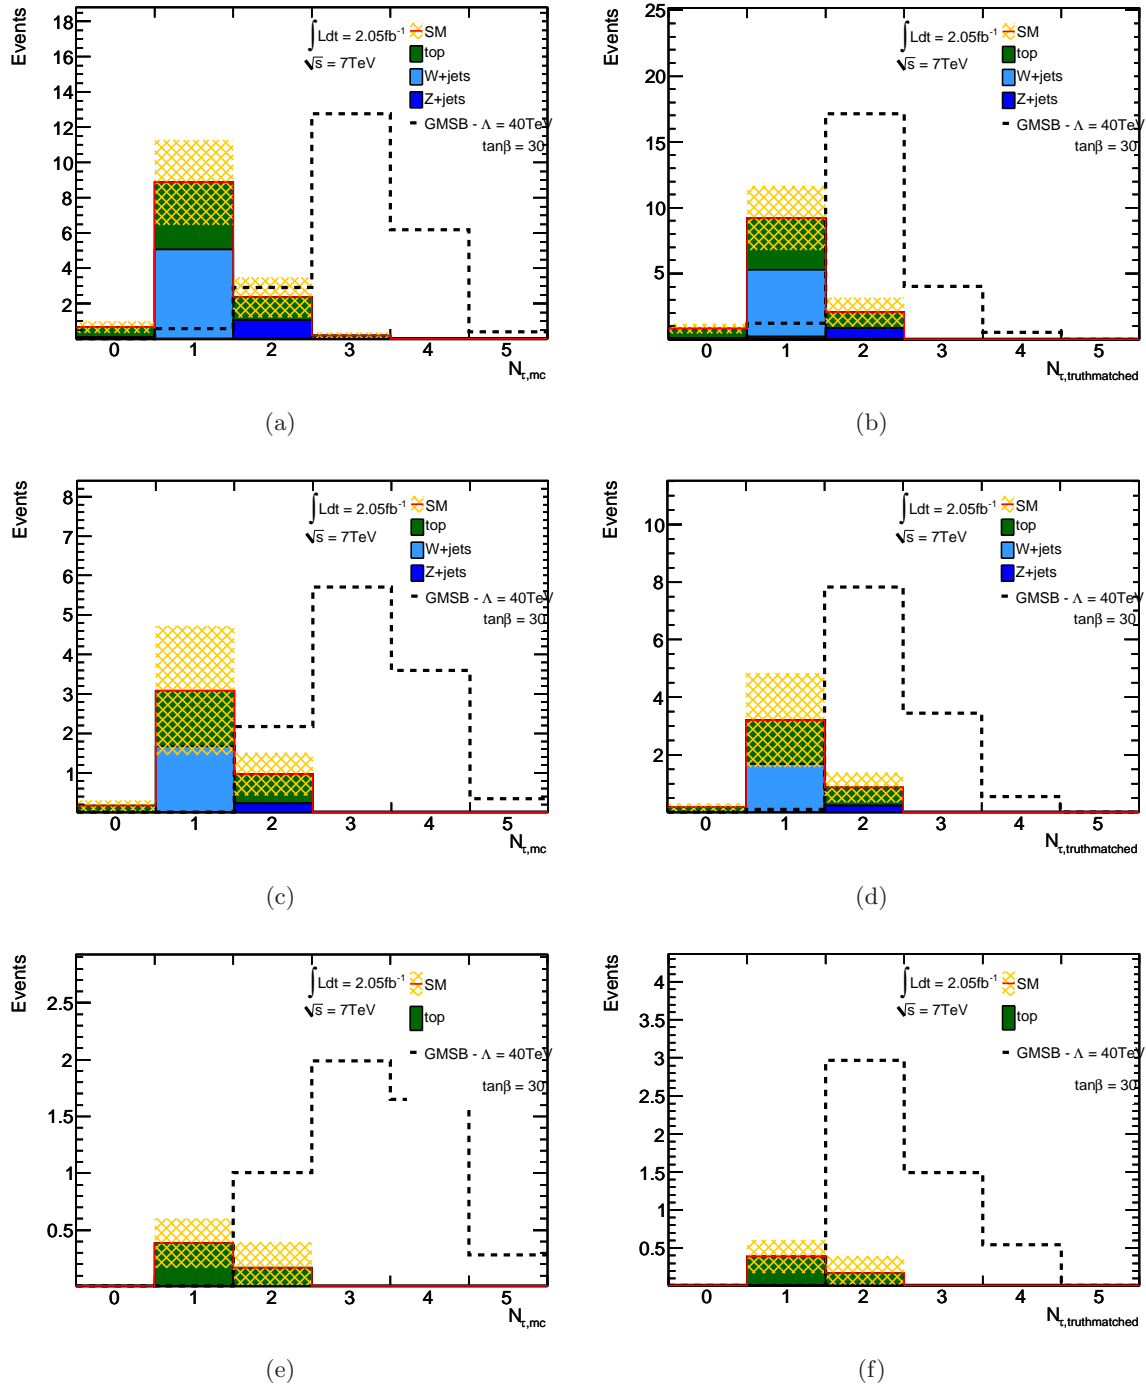 Events
18
16
14
12
10
8
6
4
2
∫ Ldt = 2.05fb⁻¹
√s = 7TeV
SM
top
W+jets
Z+jets
GMSB - Λ = 40TeV
tanβ = 30
0 1 2 3 4 5
N_τ,mc
(a)
Events
25
20
15
10
5
∫ Ldt = 2.05fb⁻¹
√s = 7TeV
SM
top
W+jets
Z+jets
GMSB - Λ = 40TeV
tanβ = 30
0 1 2 3 4 5
N_τ,truthmatched
(b)
Events
8
7
6
5
4
3
2
1
∫ Ldt = 2.05fb⁻¹
√s = 7TeV
SM
top
W+jets
Z+jets
GMSB - Λ = 40TeV
tanβ = 30
0 1 2 3 4 5
N_τ,mc
(c)
Events
10
8
6
4
2
∫ Ldt = 2.05fb⁻¹
√s = 7TeV
SM
top
W+jets
Z+jets
GMSB - Λ = 40TeV
tanβ = 30
0 1 2 3 4 5
N_τ,truthmatched
(d)
Events
2.5
2
1.5
1
0.5
∫ Ldt = 2.05fb⁻¹
√s = 7TeV
SM
top
GMSB - Λ = 40TeV
tanβ = 30
0 1 2 3 4 5
N_τ,mc
(e)
Events
4
3.5
3
2.5
2
1.5
1
0.5
∫ Ldt = 2.05fb⁻¹
√s = 7TeV
SM
top
GMSB - Λ = 40TeV
tanβ = 30
0 1 2 3 4 5
N_τ,truthmatched
(f)